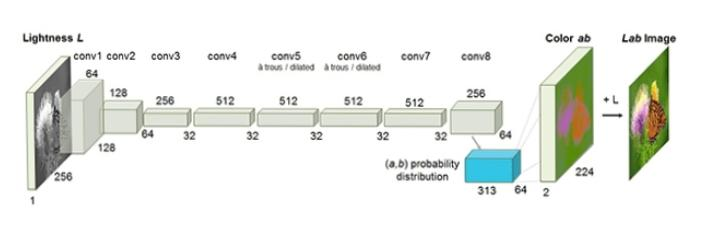 Lightness L
Color ab
Lab Image
conv1 conv2 conv3 conv4 conv5 conv6 conv7 conv8
à trous / dilated à trous / dilated
64
128
256
512
512
512
512
256
+ L
64
32
32
32
32
32
64
128
256
(a,b) probability
distribution
224
313
64
2
1